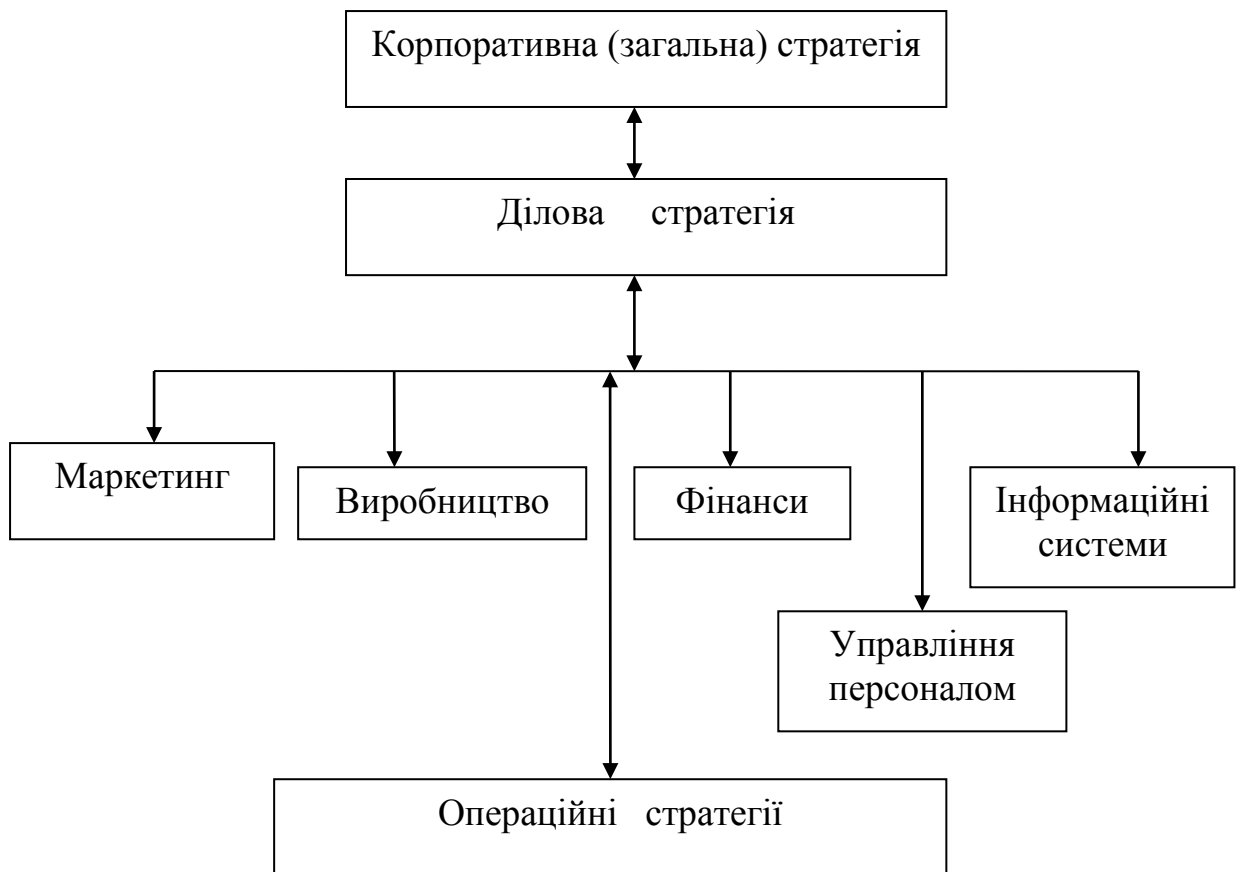 Корпоративна (загальна) стратегія
Ділова стратегія
Маркетинг
Виробництво
Фінанси
Інформаційні
системи
Управління
персоналом
Операційні стратегії